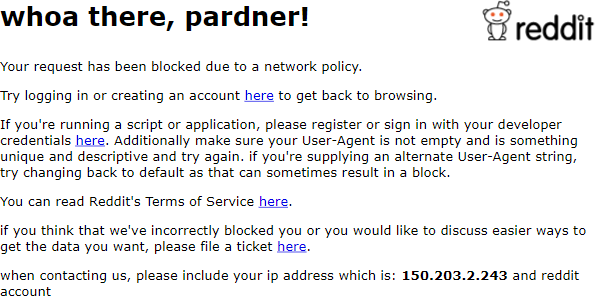 whoa there, pardner!
reddit
Your request has been blocked due to a network policy.
Try logging in or creating an account here to get back to browsing.
If you're running a script or application, please register or sign in with your developer
credentials here. Additionally make sure your User-Agent is not empty and is something
unique and descriptive and try again. if you're supplying an alternate User-Agent string,
try changing back to default as that can sometimes result in a block.
You can read Reddit's Terms of Service here.
if you think that we've incorrectly blocked you or you would like to discuss easier ways to
get the data you want, please file a ticket here.
when contacting us, please include your ip address which is: 150.203.2.243 and reddit
account